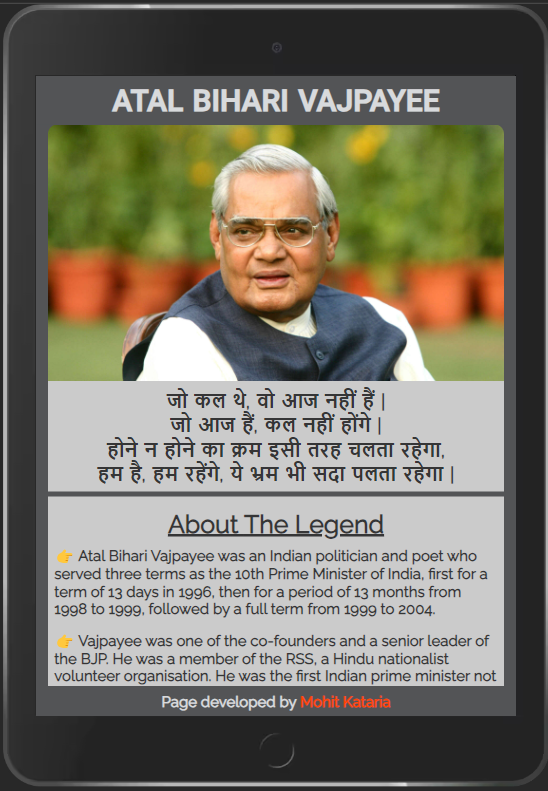 ATAL BIHARI VAJPAYEE
जो कल थे, वो आज नहीं हैं |
जो आज हैं, कल नहीं होंगे |
होने न होने का क्रम इसी तरह चलता रहेगा,
हम है, हम रहेंगे, ये भ्रम भी सदा पलता रहेगा |
About The Legend
👉 Atal Bihari Vajpayee was an Indian politician and poet who
served three terms as the 10th Prime Minister of India, first for a
term of 13 days in 1996, then for a period of 13 months from
1998 to 1999, followed by a full term from 1999 to 2004.
👉 Vajpayee was one of the co-founders and a senior leader of
the BJP. He was a member of the RSS, a Hindu nationalist
volunteer organisation. He was the first Indian prime minister not
Page developed by Mohit Kataria